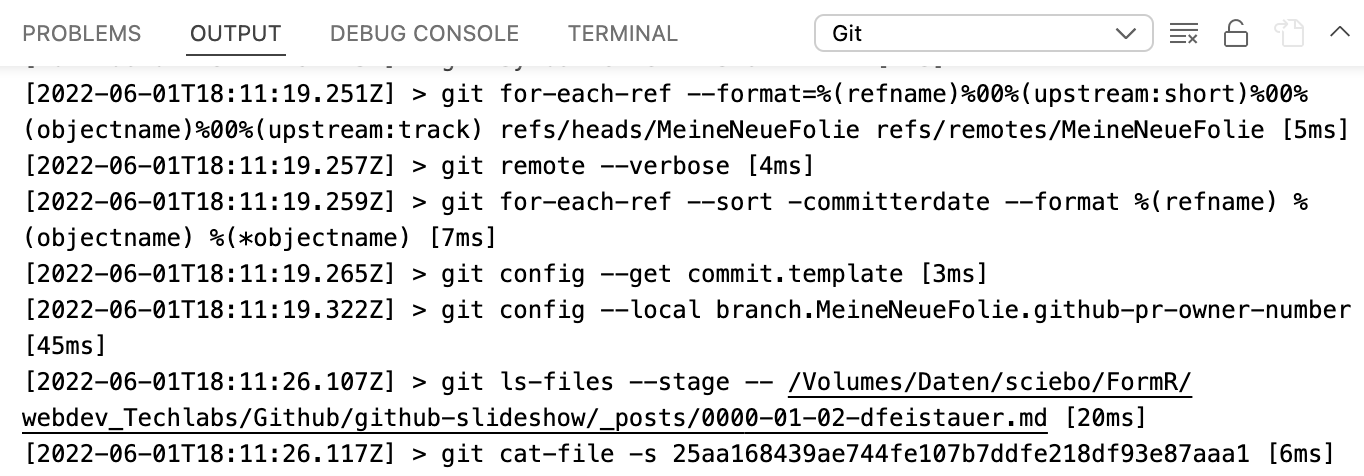 PROBLEMS OUTPUT DEBUG CONSOLE TERMINAL Git
[2022-06-01T18:11:19.251Z] > git for-each-ref --format=%(refname)%00%(upstream:short)%00%
(objectname)%00%(upstream:track) refs/heads/MeineNeueFolie refs/remotes/MeineNeueFolie [5ms]
[2022-06-01T18:11:19.257Z] > git remote --verbose [4ms]
[2022-06-01T18:11:19.259Z] > git for-each-ref --sort -committerdate --format %(refname) %
(objectname) %(*objectname) [7ms]
[2022-06-01T18:11:19.265Z] > git config --get commit.template [3ms]
[2022-06-01T18:11:19.322Z] > git config --local branch.MeineNeueFolie.github-pr-owner-number
[45ms]
[2022-06-01T18:11:26.107Z] > git ls-files --stage -- /Volumes/Daten/sciebo/FormR/
webdev_Techlabs/Github/github-slideshow/_posts/0000-01-02-dfeistauer.md [20ms]
[2022-06-01T18:11:26.117Z] > git cat-file -s 25aa168439ae744fe107b7ddfe218df93e87aaa1 [6ms]